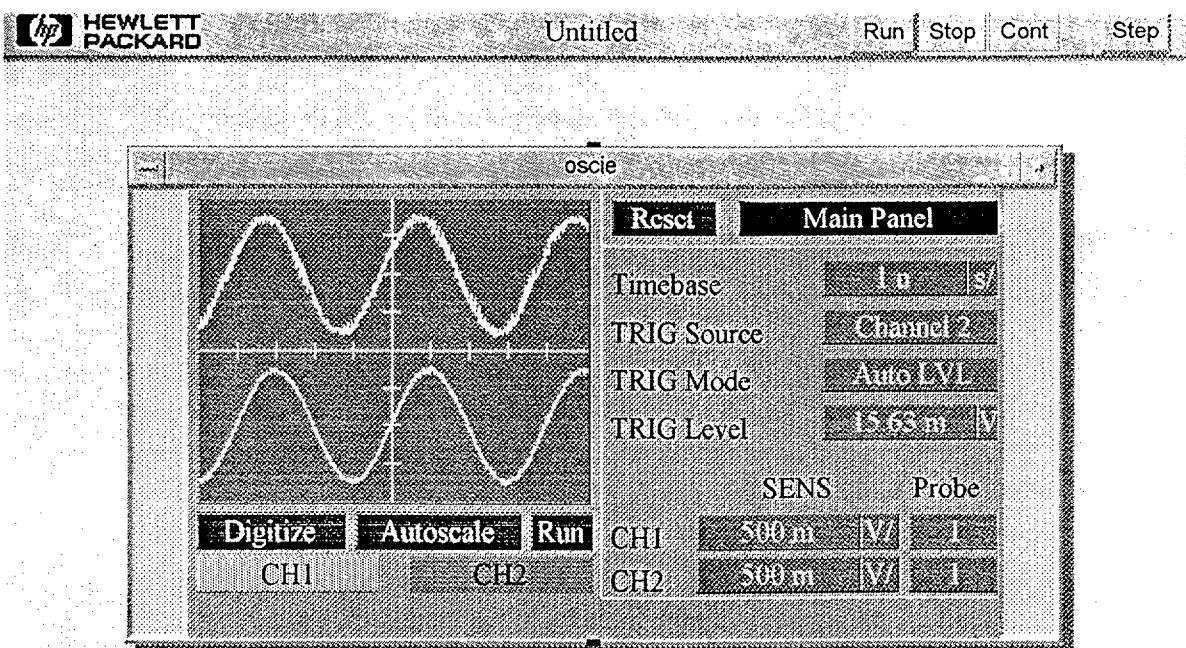 hp HEWLETT PACKARD Untitled Run Stop Cont Step
oscie
Reset Main Panel
Timebase 1 u s/
TRIG Source Channel 2
TRIG Mode Auto LVL
TRIG Level 15.63 m V
SENS Probe
Digitize Autoscale Run
CH1 500 m V/ 1
CH1 CH2
CH2 500 m V/ 1